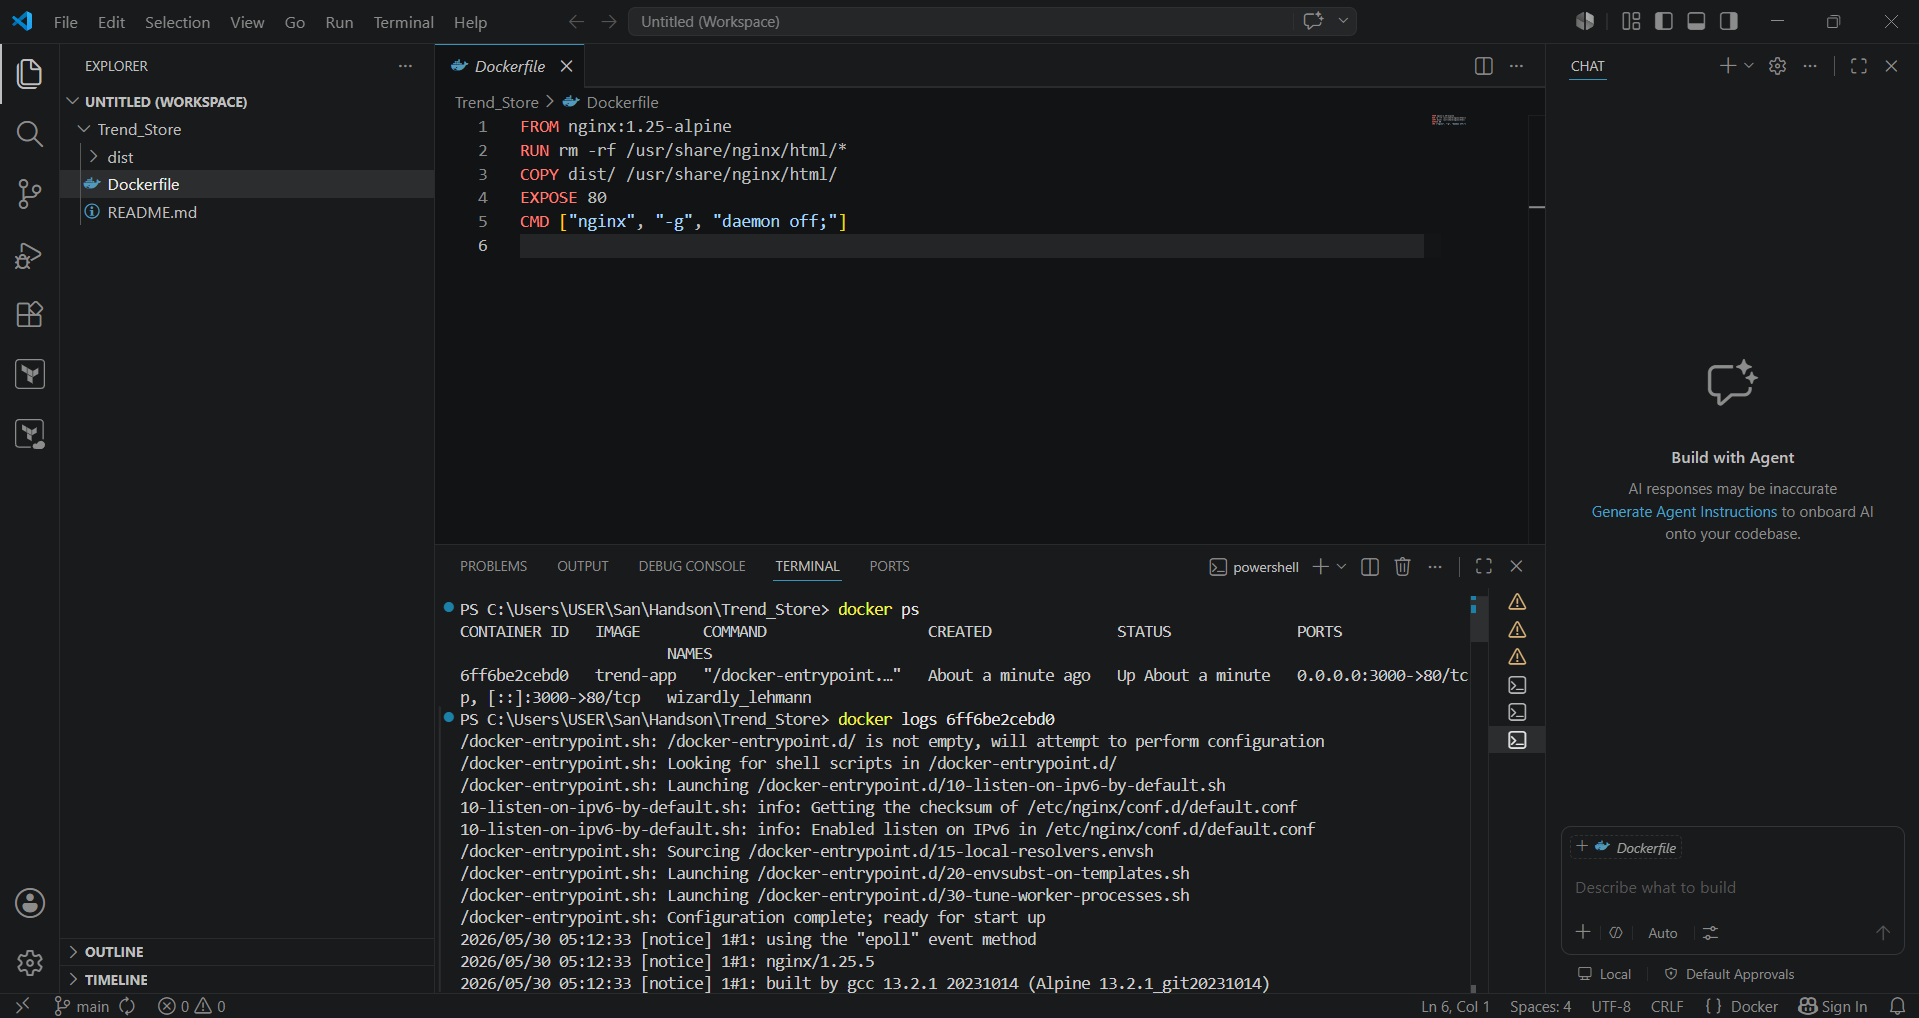 File Edit Selection View Go Run Terminal Help
Untitled (Workspace)
EXPLORER
UNTITLED (WORKSPACE)
Trend_Store
dist
Dockerfile
README.md
OUTLINE
TIMELINE
Dockerfile
Trend_Store > Dockerfile
1 FROM nginx:1.25-alpine
2 RUN rm -rf /usr/share/nginx/html/*
3 COPY dist/ /usr/share/nginx/html/
4 EXPOSE 80
5 CMD ["nginx", "-g", "daemon off;"]
6
PROBLEMS OUTPUT DEBUG CONSOLE TERMINAL PORTS
powershell
PS C:\Users\USER\San\Handson\Trend_Store> docker ps
CONTAINER ID IMAGE COMMAND CREATED STATUS PORTS
NAMES
6ff6be2cebd0 trend-app "/docker-entrypoint.…" About a minute ago Up About a minute 0.0.0.0:3000->80/tc
p, [::]:3000->80/tcp wizardly_lehmann
PS C:\Users\USER\San\Handson\Trend_Store> docker logs 6ff6be2cebd0
/docker-entrypoint.sh: /docker-entrypoint.d/ is not empty, will attempt to perform configuration
/docker-entrypoint.sh: Looking for shell scripts in /docker-entrypoint.d/
/docker-entrypoint.sh: Launching /docker-entrypoint.d/10-listen-on-ipv6-by-default.sh
10-listen-on-ipv6-by-default.sh: info: Getting the checksum of /etc/nginx/conf.d/default.conf
10-listen-on-ipv6-by-default.sh: info: Enabled listen on IPv6 in /etc/nginx/conf.d/default.conf
/docker-entrypoint.sh: Sourcing /docker-entrypoint.d/15-local-resolvers.envsh
/docker-entrypoint.sh: Launching /docker-entrypoint.d/20-envsubst-on-templates.sh
/docker-entrypoint.sh: Launching /docker-entrypoint.d/30-tune-worker-processes.sh
/docker-entrypoint.sh: Configuration complete; ready for start up
2026/05/30 05:12:33 [notice] 1#1: using the "epoll" event method
2026/05/30 05:12:33 [notice] 1#1: nginx/1.25.5
2026/05/30 05:12:33 [notice] 1#1: built by gcc 13.2.1 20231014 (Alpine 13.2.1_git20231014)
CHAT
Build with Agent
AI responses may be inaccurate
Generate Agent Instructions to onboard AI
onto your codebase.
Dockerfile
Describe what to build
Auto
Local Default Approvals
main 0 0
Ln 6, Col 1 Spaces: 4 UTF-8 CRLF {} Docker Sign In